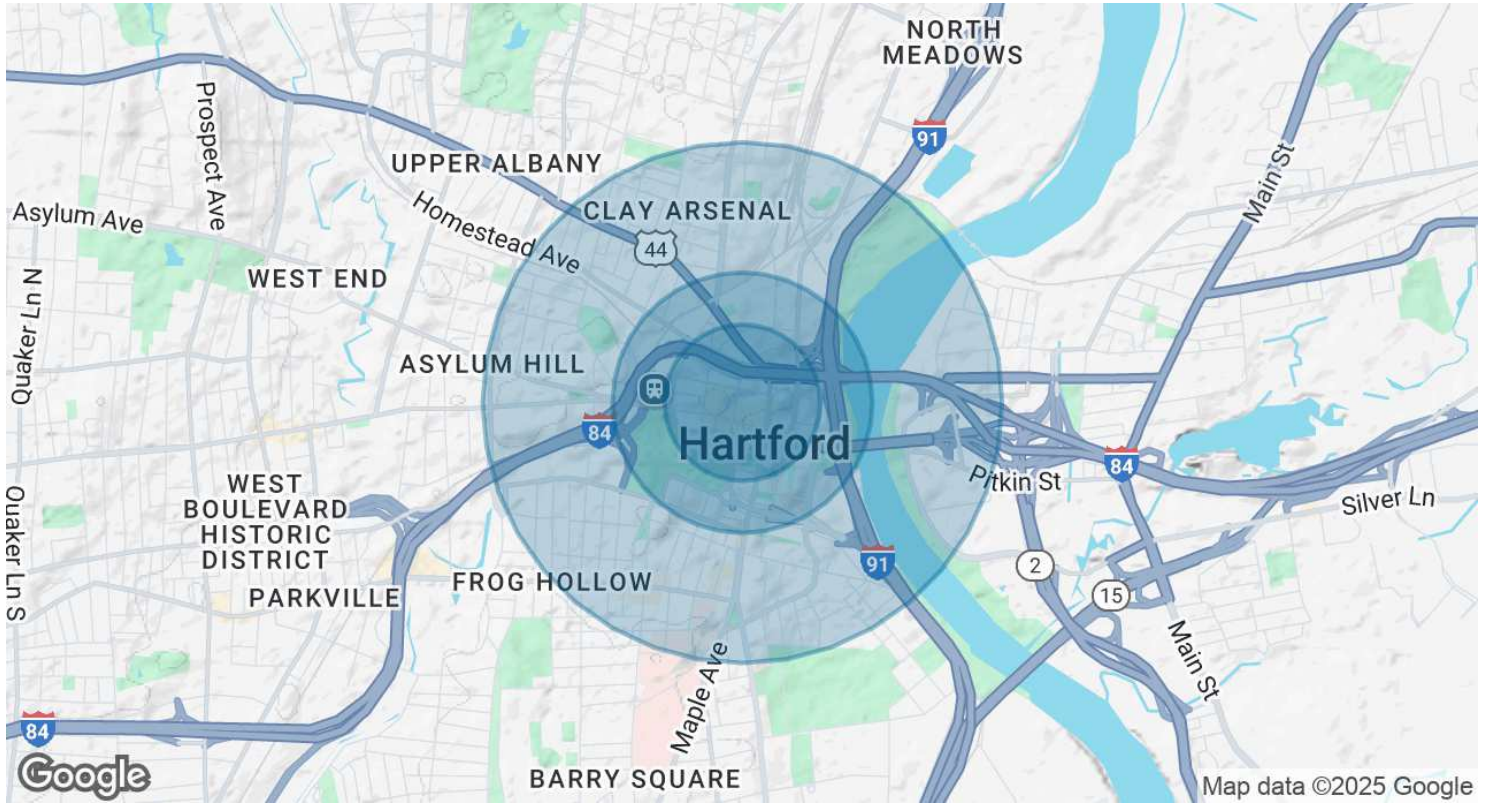 NORTH
MEADOWS
91
Prospect Ave
Main St
UPPER ALBANY
Asylum Ave
CLAY ARSENAL
Homestead Ave
44
WEST END
Quaker Ln N
ASYLUM HILL
84
Hartford
84
Pitkin St
Silver Ln
WEST
BOULEVARD
HISTORIC
DISTRICT
Quaker Ln S
FROG HOLLOW
91
2
15
PARKVILLE
Main St
Maple Ave
84
Google
BARRY SQUARE
Map data ©2025 Google